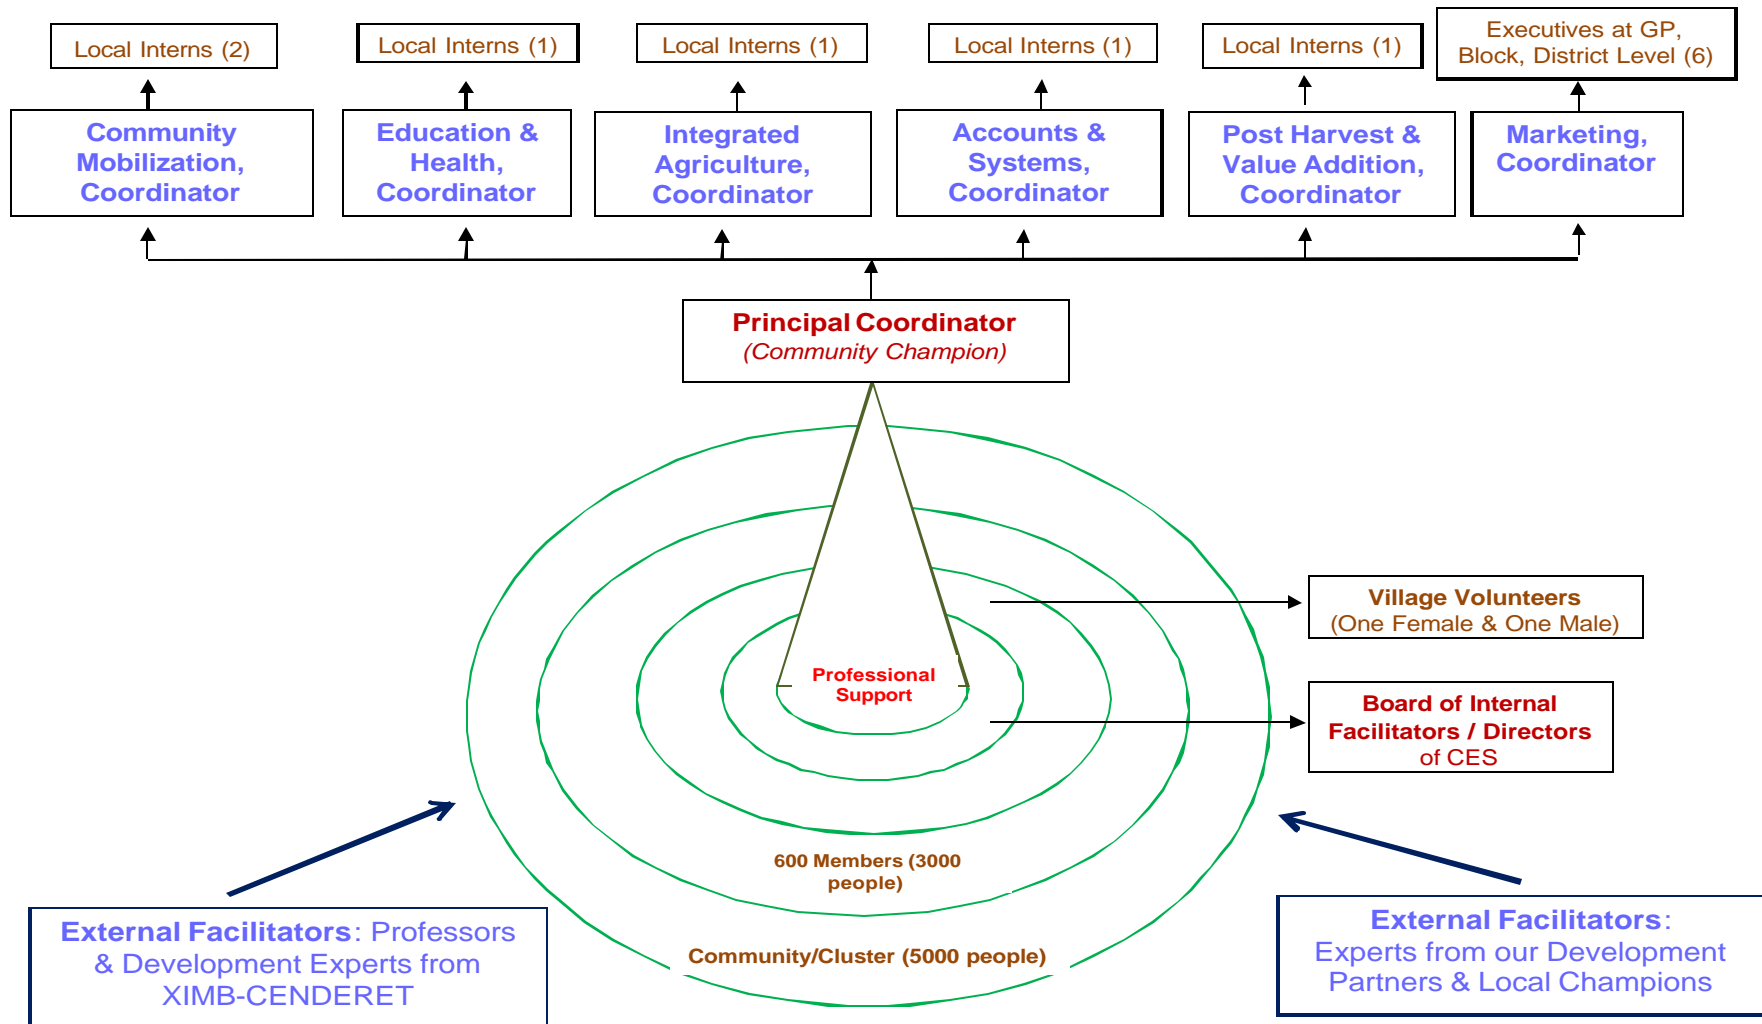 Local Interns (2)
Local Interns (1)
Local Interns (1)
Local Interns (1)
Local Interns (1)
Executives at GP,
Block, District Level (6)
Community
Mobilization,
Coordinator
Education &
Health,
Coordinator
Integrated
Agriculture,
Coordinator
Accounts &
Systems,
Coordinator
Post Harvest &
Value Addition,
Coordinator
Marketing,
Coordinator
Principal Coordinator
(Community Champion)
Village Volunteers
(One Female & One Male)
Professional
Support
Board of Internal
Facilitators / Directors
of CES
600 Members (3000
people)
Community/Cluster (5000 people)
External Facilitators: Professors
& Development Experts from
XIMB-CENDERET
External Facilitators:
Experts from our Development
Partners & Local Champions